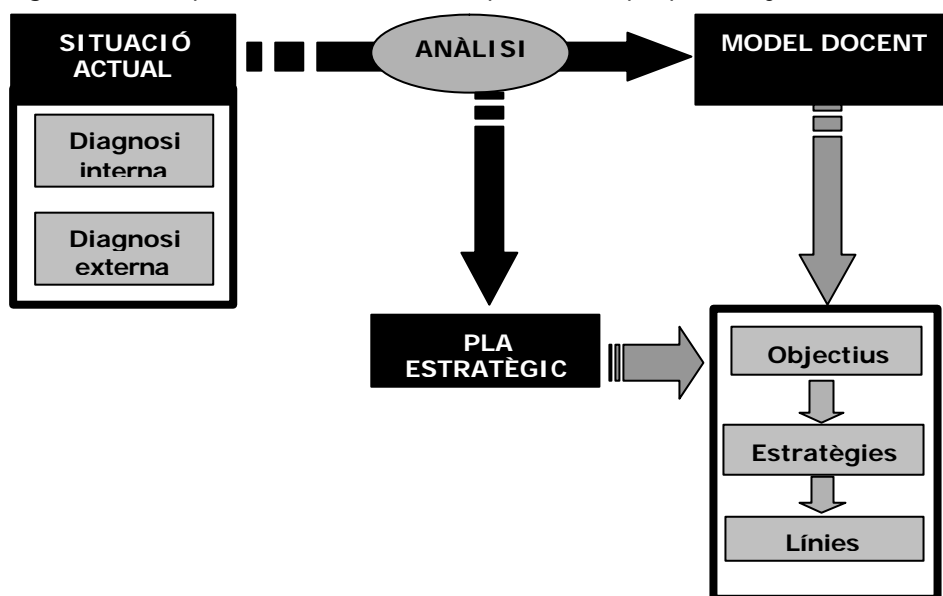 SITUACIÓ
ACTUAL
ANÀLISI
MODEL DOCENT
Diagnosi
interna
Diagnosi
externa
PLA
ESTRATÈGIC
Objectius
Estratègies
Línies